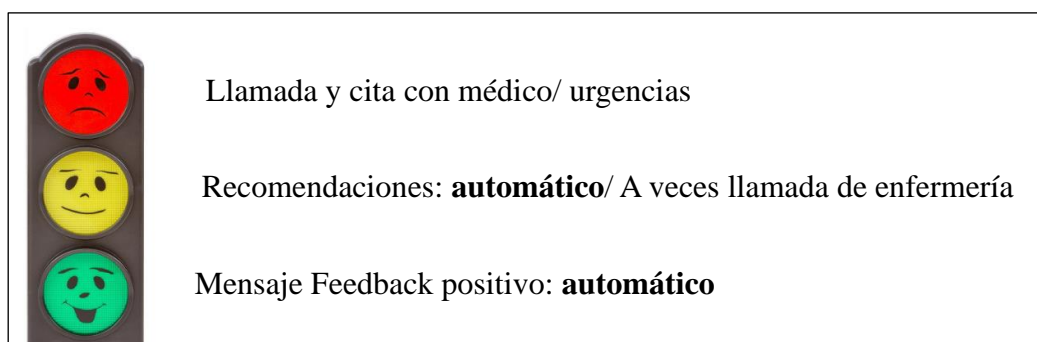 Llamada y cita con médico/ urgencias
Recomendaciones: automático/ A veces llamada de enfermería
Mensaje Feedback positivo: automático